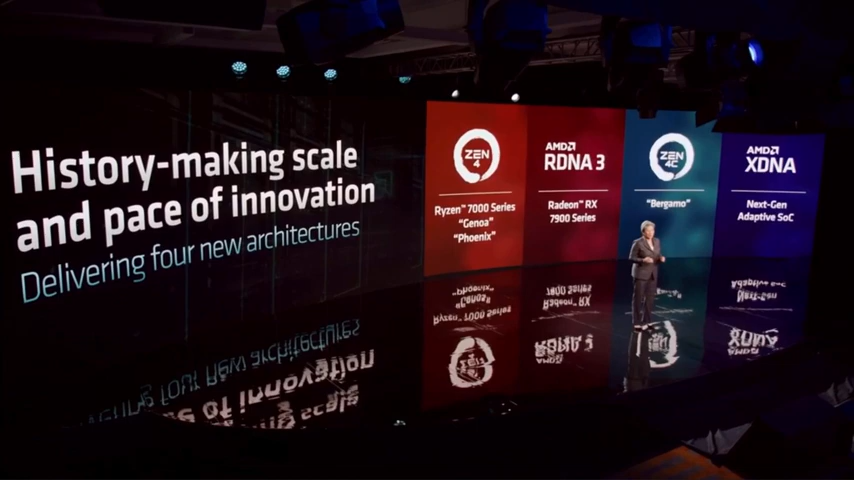 History-making scale
and pace of innovation
Delivering four new architectures
ZEN
4
Ryzen™ 7000 Series
“Genoa”
“Phoenix”
AMD
RDNA 3
Radeon™ RX
7900 Series
ZEN
4C
“Bergamo”
AMD
XDNA
Next-Gen
Adaptive SoC